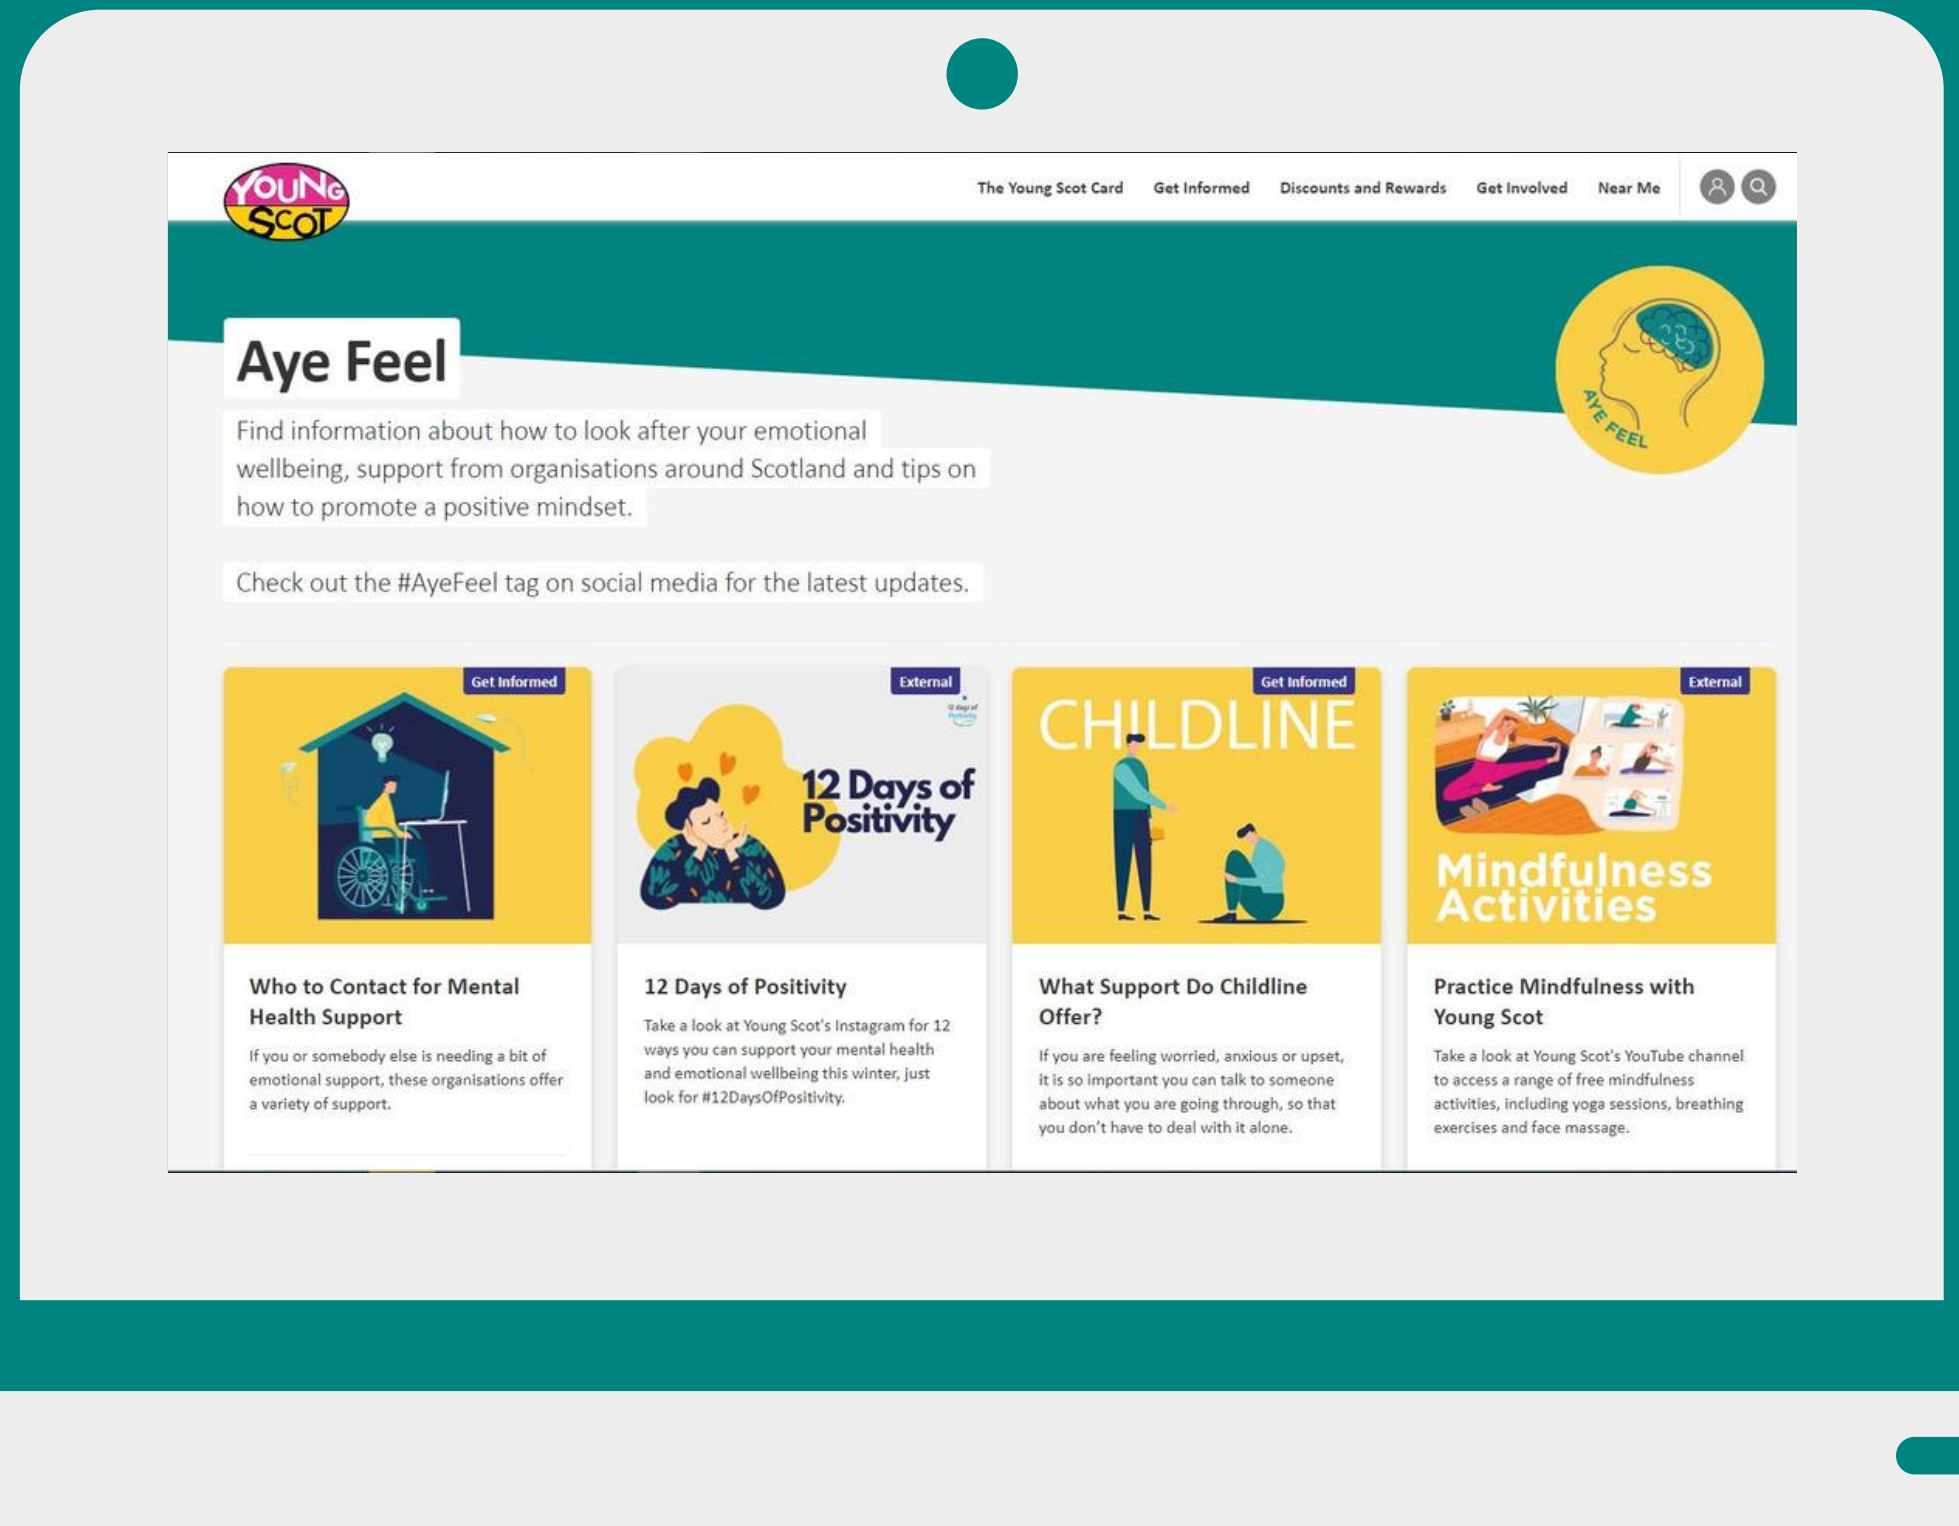 YOUNG
SCOT
The Young Scot Card Get Informed Discounts and Rewards Get Involved Near Me
AYE FEEL
Aye Feel
Find information about how to look after your emotional
wellbeing, support from organisations around Scotland and tips on
how to promote a positive mindset.
Check out the #AyeFeel tag on social media for the latest updates.
Get Informed
Who to Contact for Mental
Health Support
If you or somebody else is needing a bit of
emotional support, these organisations offer
a variety of support.
External
12 days of
Positivity
12 Days of
Positivity
12 Days of Positivity
Take a look at Young Scot's Instagram for 12
ways you can support your mental health
and emotional wellbeing this winter, just
look for #12DaysOfPositivity.
Get Informed
CHILDLINE
What Support Do Childline
Offer?
If you are feeling worried, anxious or upset,
it is so important you can talk to someone
about what you are going through, so that
you don't have to deal with it alone.
External
Mindfulness
Activities
Practice Mindfulness with
Young Scot
Take a look at Young Scot's YouTube channel
to access a range of free mindfulness
activities, including yoga sessions, breathing
exercises and face massage.